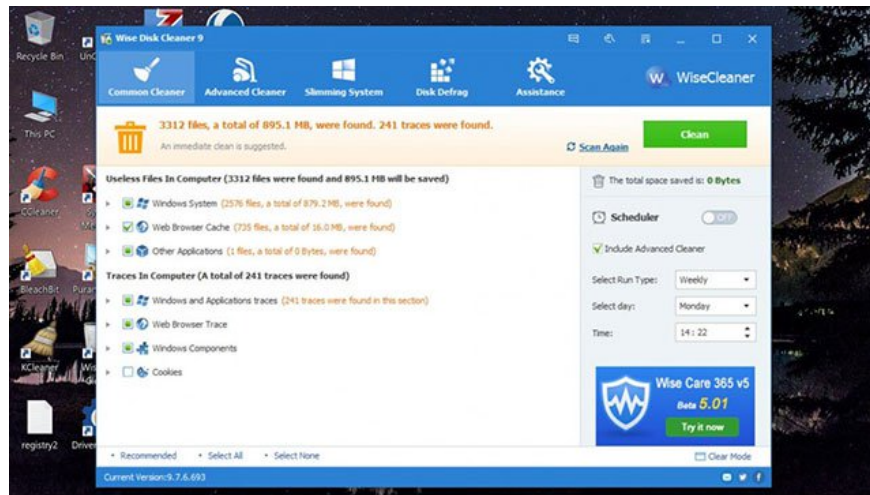 Recycle Bin
This PC
CCleaner
BleachBit
KCleaner
registry2
Wise Disk Cleaner 9
Common Cleaner
Advanced Cleaner
Slimming System
Disk Defrag
Assistance
W
WiseCleaner
3312 files, a total of 895.1 MB, were found. 241 traces were found.
An immediate clean is suggested.
Scan Again
Clean
Useless Files In Computer (3312 files were found and 895.1 MB will be saved)
Windows System (2576 files, a total of 879.2 MB, were found)
Web Browser Cache (735 files, a total of 16.0 MB, were found)
Other Applications (1 files, a total of 0 Bytes, were found)
Traces In Computer (A total of 241 traces were found)
Windows and Applications traces (241 traces were found in this section)
Web Browser Trace
Windows Components
Cookies
The total space saved is: 0 Bytes
Scheduler
OFF
Include Advanced Cleaner
Select Run Type: Weekly
Select day: Monday
Time: 14 : 22
Wise Care 365 v5
Beta 5.01
Try it now
Recommended
Select All
Select None
Clear Mode
Current Version:9.7.6.693